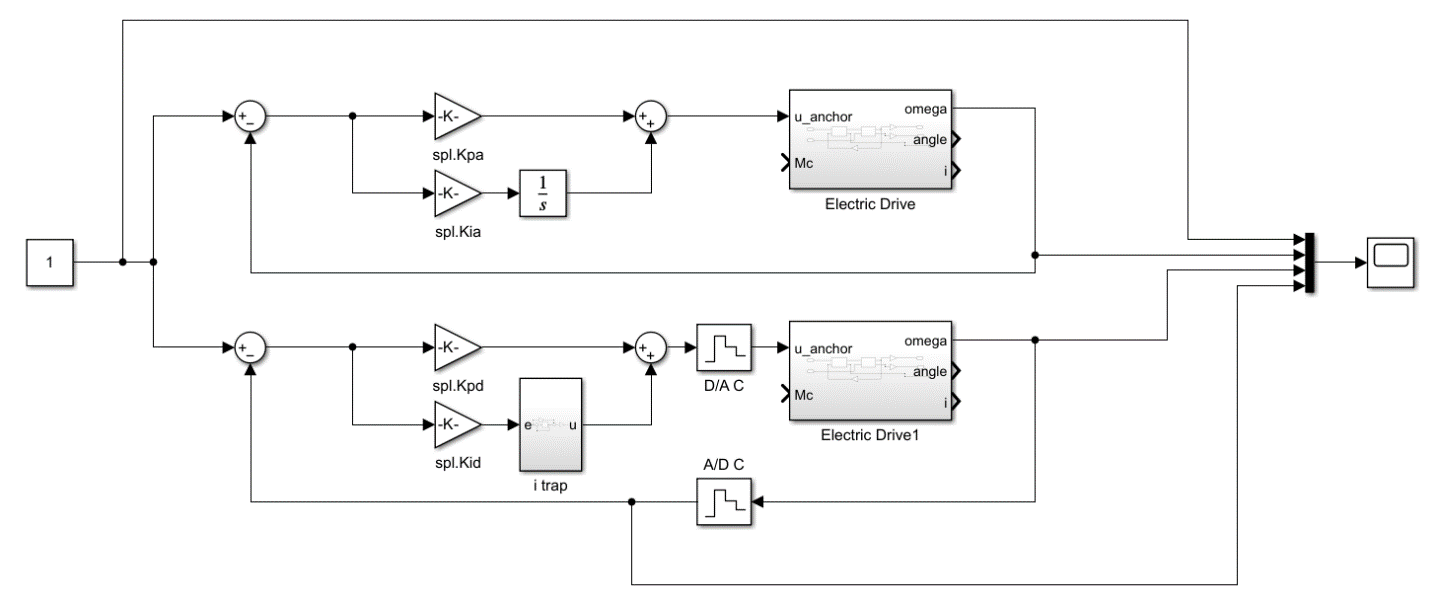 -K-
spl.Kpa
+
−
+
+
u_anchor
omega
angle
Mc
i
Electric Drive
-K-
spl.Kia
1
s
1
+
−
-K-
spl.Kpd
+
+
D/A C
u_anchor
omega
angle
Mc
i
Electric Drive1
-K-
spl.Kid
e
u
i trap
A/D C